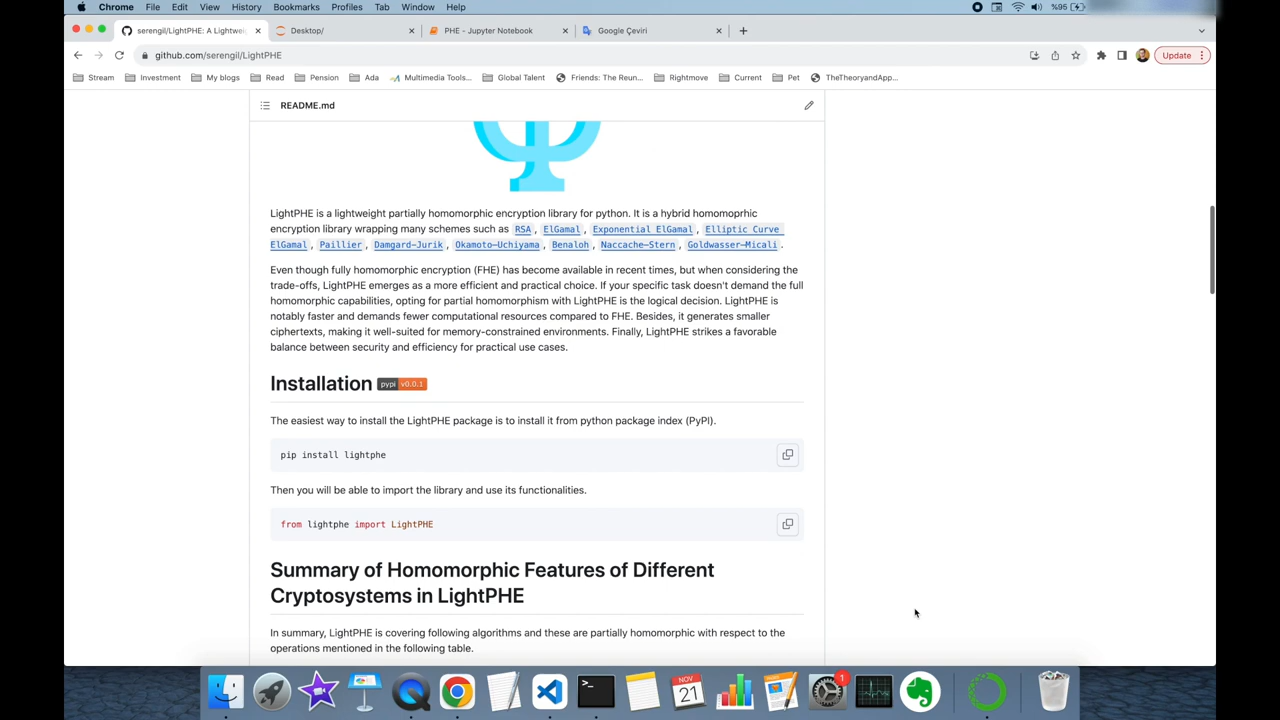 Chrome File Edit View History Bookmarks Profiles Tab Window Help %95
serengil/LightPHE: A Lightwei Desktop/ PHE - Jupyter Notebook Google Çeviri
github.com/serengil/LightPHE Update
Stream Investment My blogs Read Pension Ada Multimedia Tools... Global Talent Friends: The Reun... Rightmove Current Pet TheTheoryandApp...
README.md
LightPHE is a lightweight partially homomorphic encryption library for python. It is a hybrid homomoprhic
encryption library wrapping many schemes such as RSA , ElGamal , Exponential ElGamal , Elliptic Curve
ElGamal , Paillier , Damgard-Jurik , Okamoto–Uchiyama , Benaloh , Naccache–Stern , Goldwasser–Micali .
Even though fully homomorphic encryption (FHE) has become available in recent times, but when considering the
trade-offs, LightPHE emerges as a more efficient and practical choice. If your specific task doesn't demand the full
homomorphic capabilities, opting for partial homomorphism with LightPHE is the logical decision. LightPHE is
notably faster and demands fewer computational resources compared to FHE. Besides, it generates smaller
ciphertexts, making it well-suited for memory-constrained environments. Finally, LightPHE strikes a favorable
balance between security and efficiency for practical use cases.
Installation pypi v0.0.1
The easiest way to install the LightPHE package is to install it from python package index (PyPI).
pip install lightphe
Then you will be able to import the library and use its functionalities.
from lightphe import LightPHE
Summary of Homomorphic Features of Different
Cryptosystems in LightPHE
In summary, LightPHE is covering following algorithms and these are partially homomorphic with respect to the
operations mentioned in the following table.
NOV
21
1